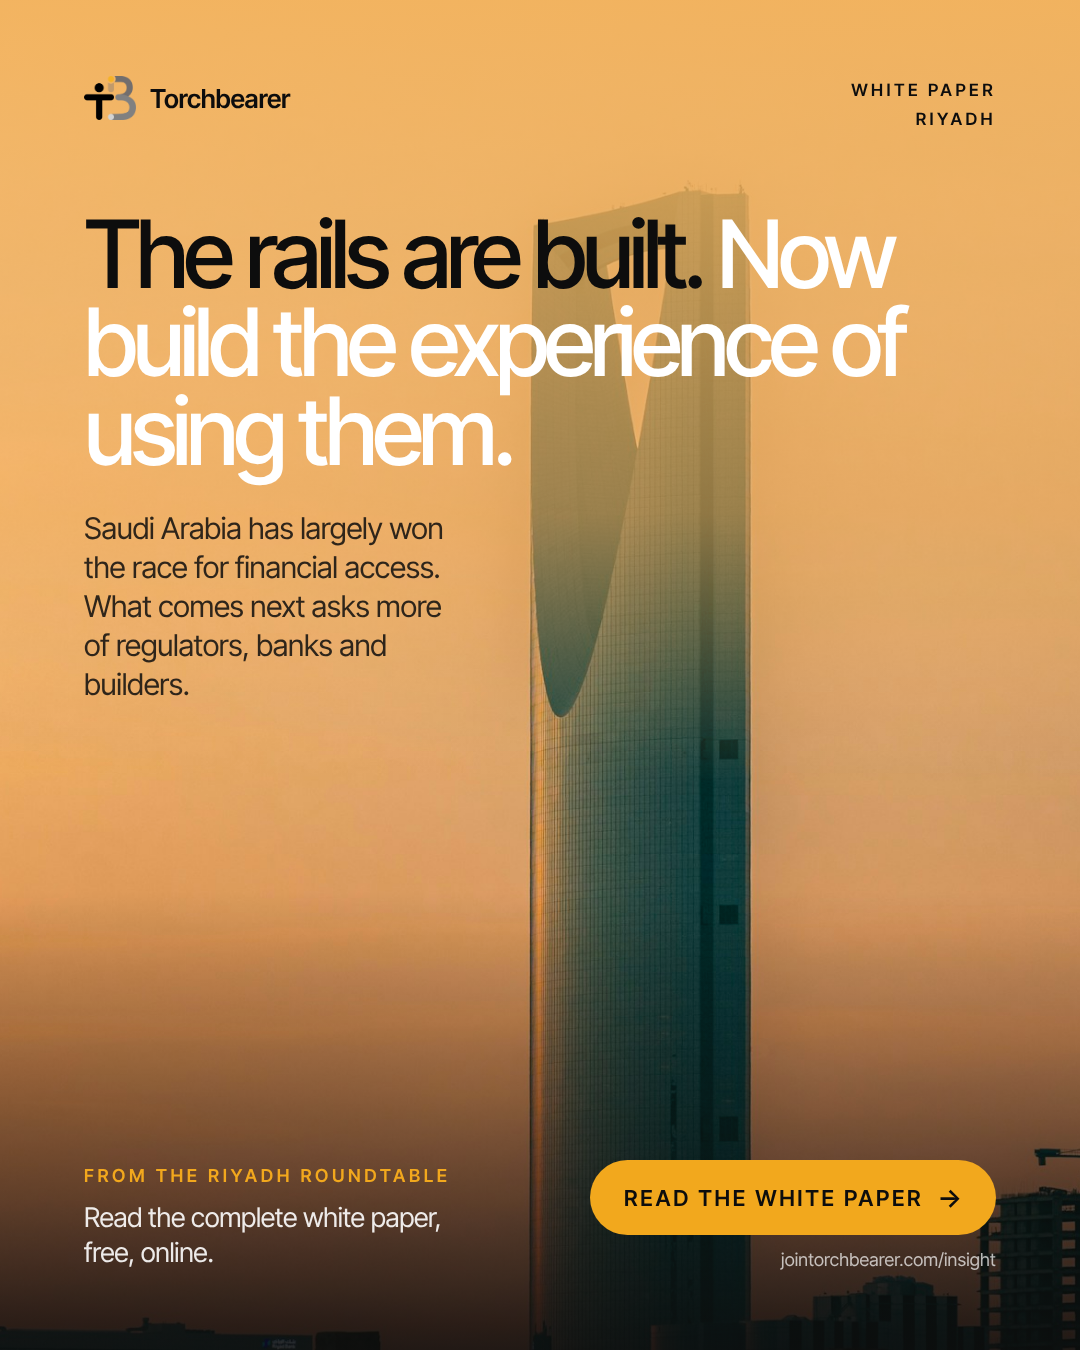 Torchbearer
WHITE PAPER
RIYADH
The rails are built. Now
build the experience of
using them.
Saudi Arabia has largely won
the race for financial access.
What comes next asks more
of regulators, banks and
builders.
FROM THE RIYADH ROUNDTABLE
Read the complete white paper,
free, online.
READ THE WHITE PAPER →
jointorchbearer.com/insight